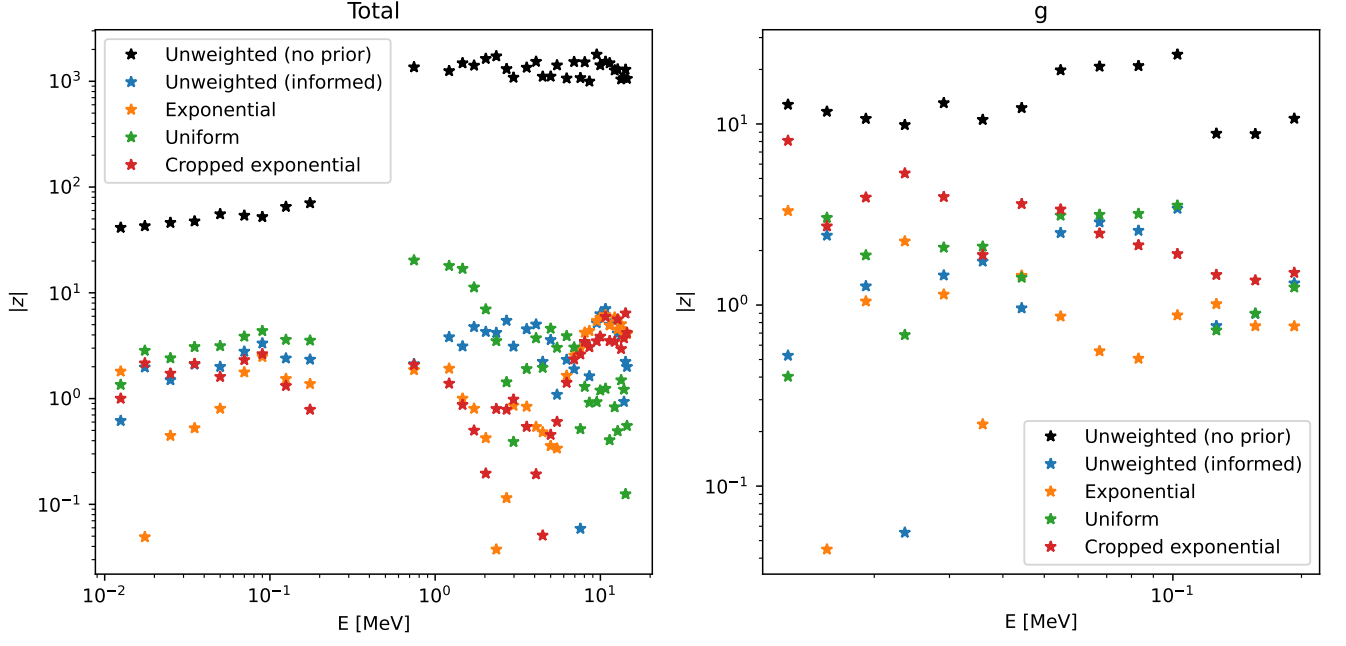 Total
|z|
10³
10²
10¹
10⁰
10⁻¹
Unweighted (no prior)
Unweighted (informed)
Exponential
Uniform
Cropped exponential
10⁻²
10⁻¹
10⁰
10¹
E [MeV]
g
|z|
10¹
10⁰
10⁻¹
Unweighted (no prior)
Unweighted (informed)
Exponential
Uniform
Cropped exponential
10⁻¹
E [MeV]